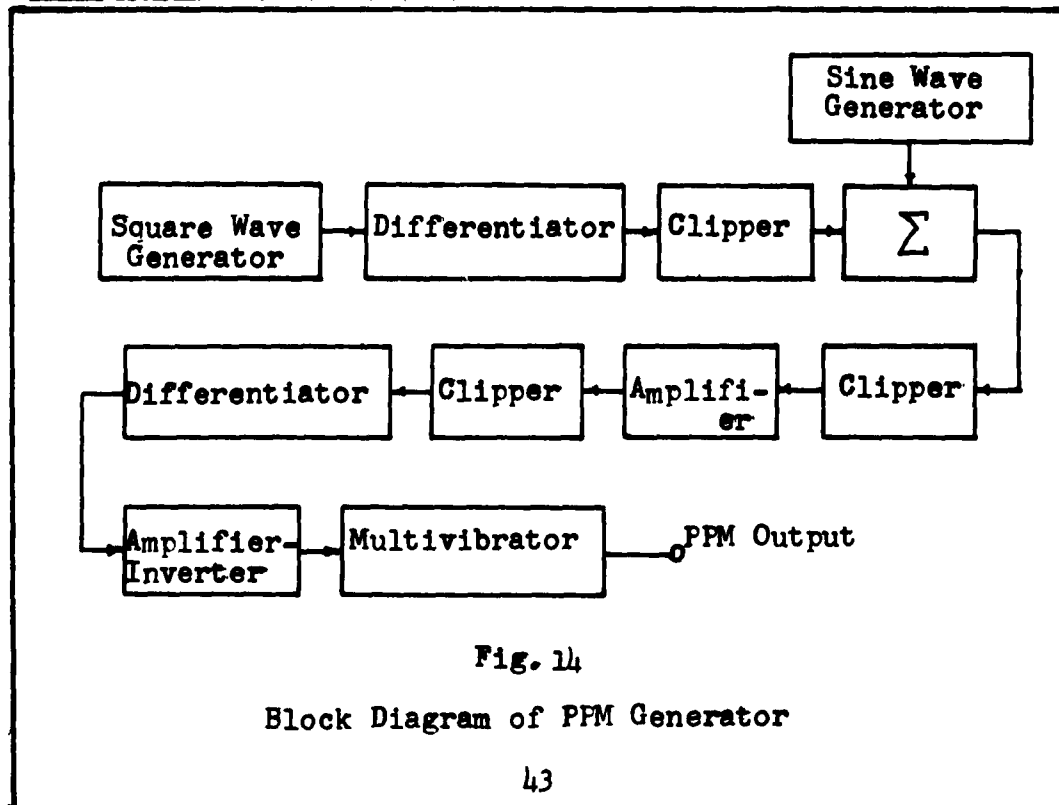 Sine Wave
Generator
Square Wave
Generator
Differentiator
Clipper
Σ
Differentiator
Clipper
Amplifi-
er
Clipper
Amplifier-
Inverter
Multivibrator
PPM Output
Fig. 14
Block Diagram of PPM Generator
43